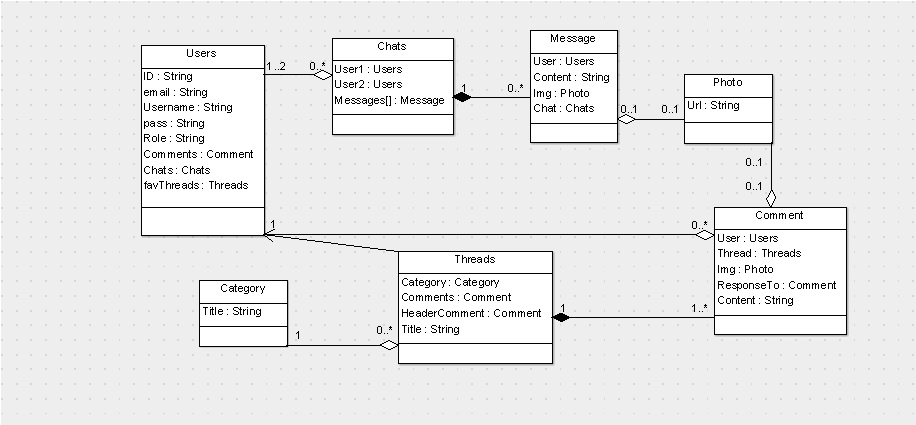 Users
ID : String
email : String
Username : String
pass : String
Role : String
Comments : Comment
Chats : Chats
favThreads : Threads
1..2
0..*
Chats
User1 : Users
User2 : Users
Messages[] : Message
1
0..*
Message
User : Users
Content : String
Img : Photo
Chat : Chats
0..1
0..1
Photo
Url : String
0..1
0..1
1
0..*
Comment
User : Users
Thread : Threads
Img : Photo
ResponseTo : Comment
Content : String
Threads
Category : Category
Comments : Comment
HeaderComment : Comment
Title : String
1
1..*
Category
Title : String
1
0..*